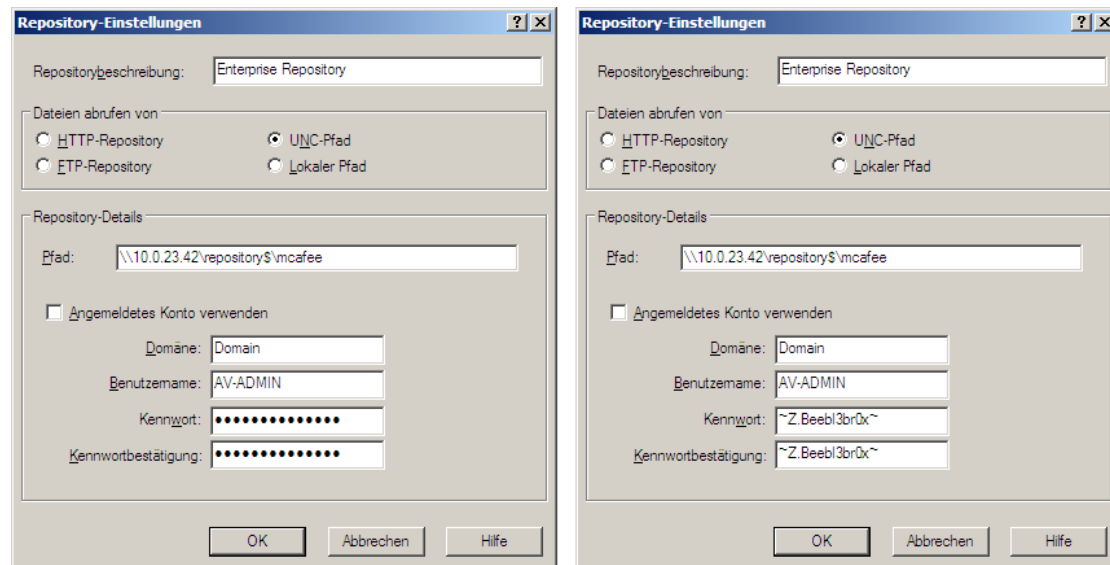 Repository-Einstellungen
Repositorybeschreibung: Enterprise Repository
Dateien abrufen von
HTTP-Repository UNC-Pfad
FTP-Repository Lokaler Pfad
Repository-Details
Pfad: \\10.0.23.42\repository$\mcafee
Angemeldetes Konto verwenden
Domäne: Domain
Benutzername: AV-ADMIN
Kennwort: ●●●●●●●●●●●●●●
Kennwortbestätigung: ●●●●●●●●●●●●●●
OK Abbrechen Hilfe
Repository-Einstellungen
Repositorybeschreibung: Enterprise Repository
Dateien abrufen von
HTTP-Repository UNC-Pfad
FTP-Repository Lokaler Pfad
Repository-Details
Pfad: \\10.0.23.42\repository$\mcafee
Angemeldetes Konto verwenden
Domäne: Domain
Benutzername: AV-ADMIN
Kennwort: ~Z.Beebl3br0x~
Kennwortbestätigung: ~Z.Beebl3br0x~
OK Abbrechen Hilfe